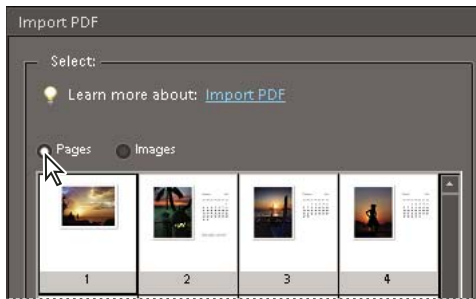 Import PDF
Select:
Learn more about: Import PDF
Pages Images
1 2 3 4